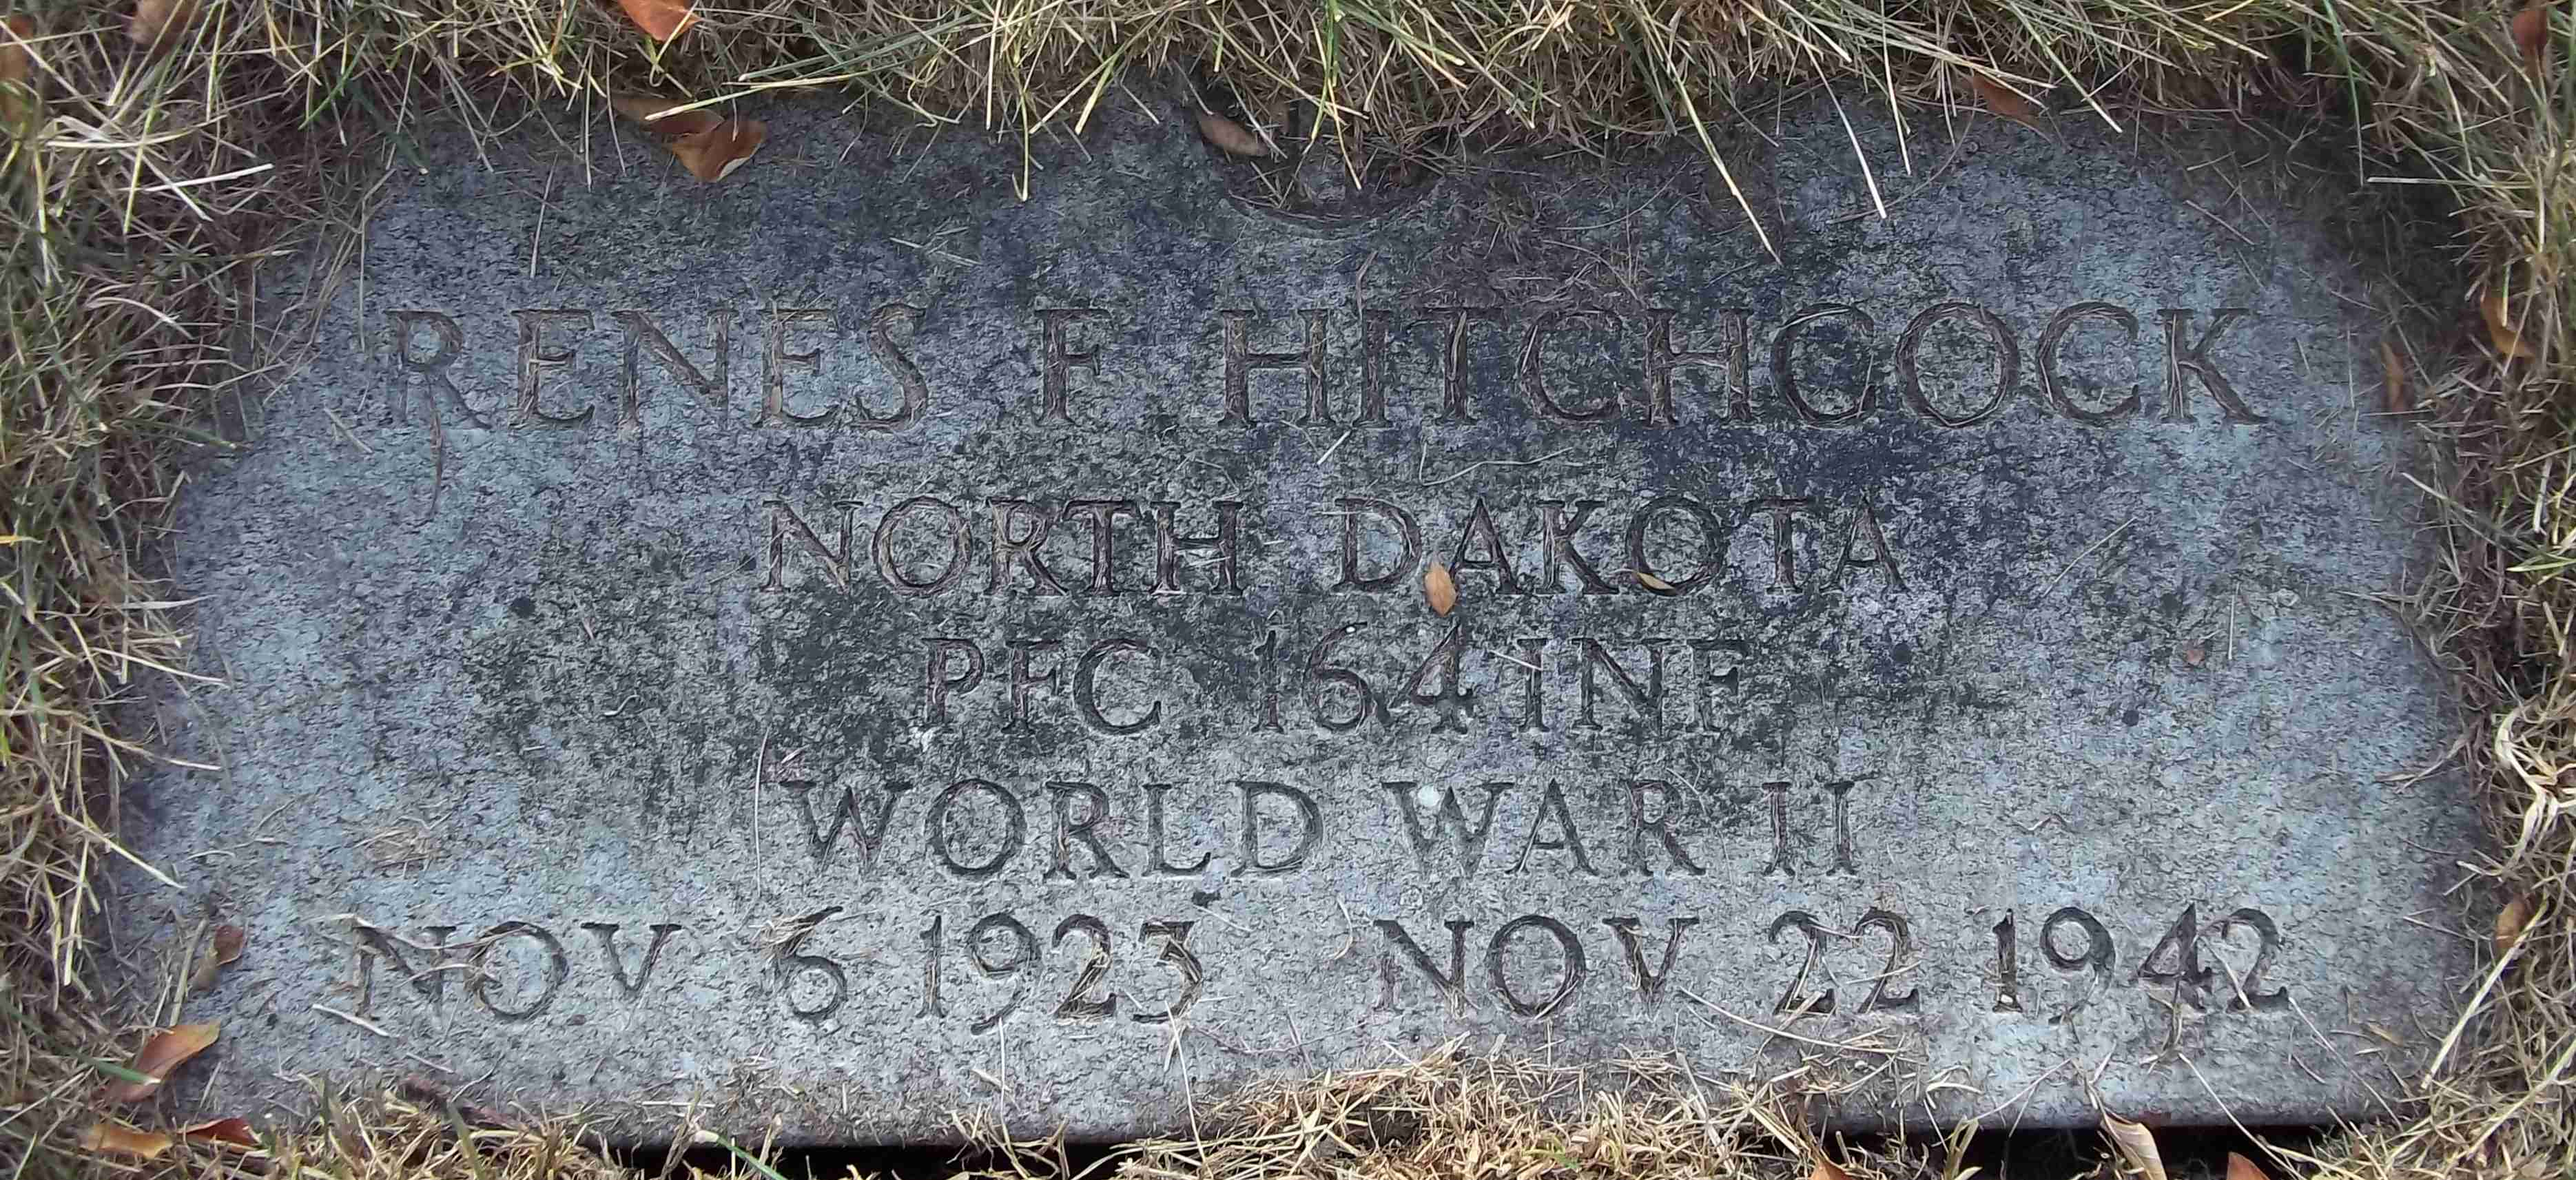 RENES F HITCHCOCK
NORTH DAKOTA
PFC 164 INF
WORLD WAR II
NOV 6 1923 NOV 22 1942